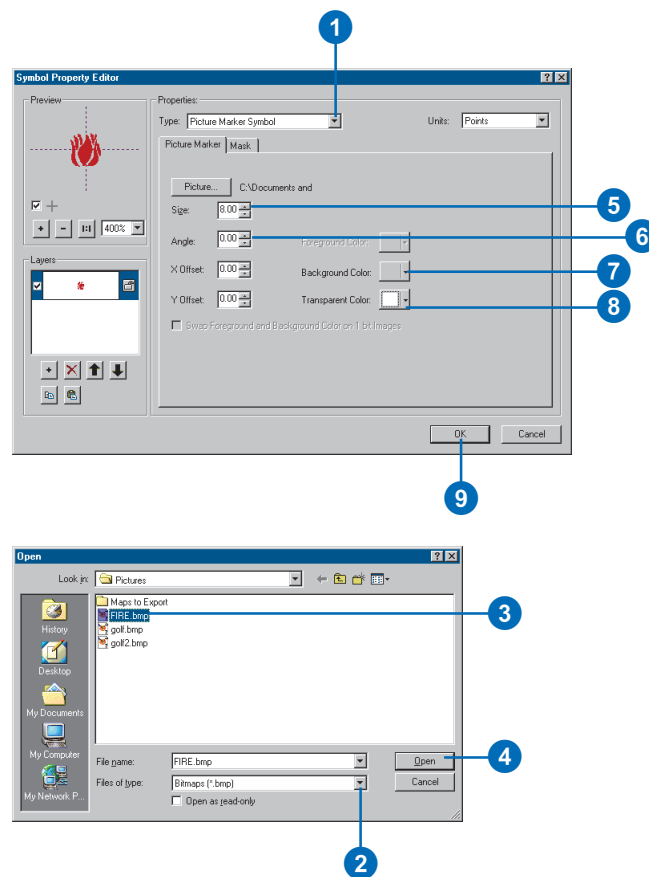 1
Symbol Property Editor
Preview
Properties:
Type: Picture Marker Symbol
Units: Points
Picture Marker
Mask
Picture...
C:\Documents and
Size: 8.00
5
Angle: 0.00
Foreground Color:
6
X Offset: 0.00
Background Color:
7
Y Offset: 0.00
Transparent Color:
8
Swap Foreground and Background Color on 1 bit Images
+ - 1:1 400%
Layers
OK
Cancel
9
Open
Look in: Pictures
Maps to Export
FIRE.bmp
3
golf.bmp
golf2.bmp
History
Desktop
My Documents
My Computer
My Network P...
File name: FIRE.bmp
Open
4
Files of type: Bitmaps (*.bmp)
Cancel
Open as read-only
2